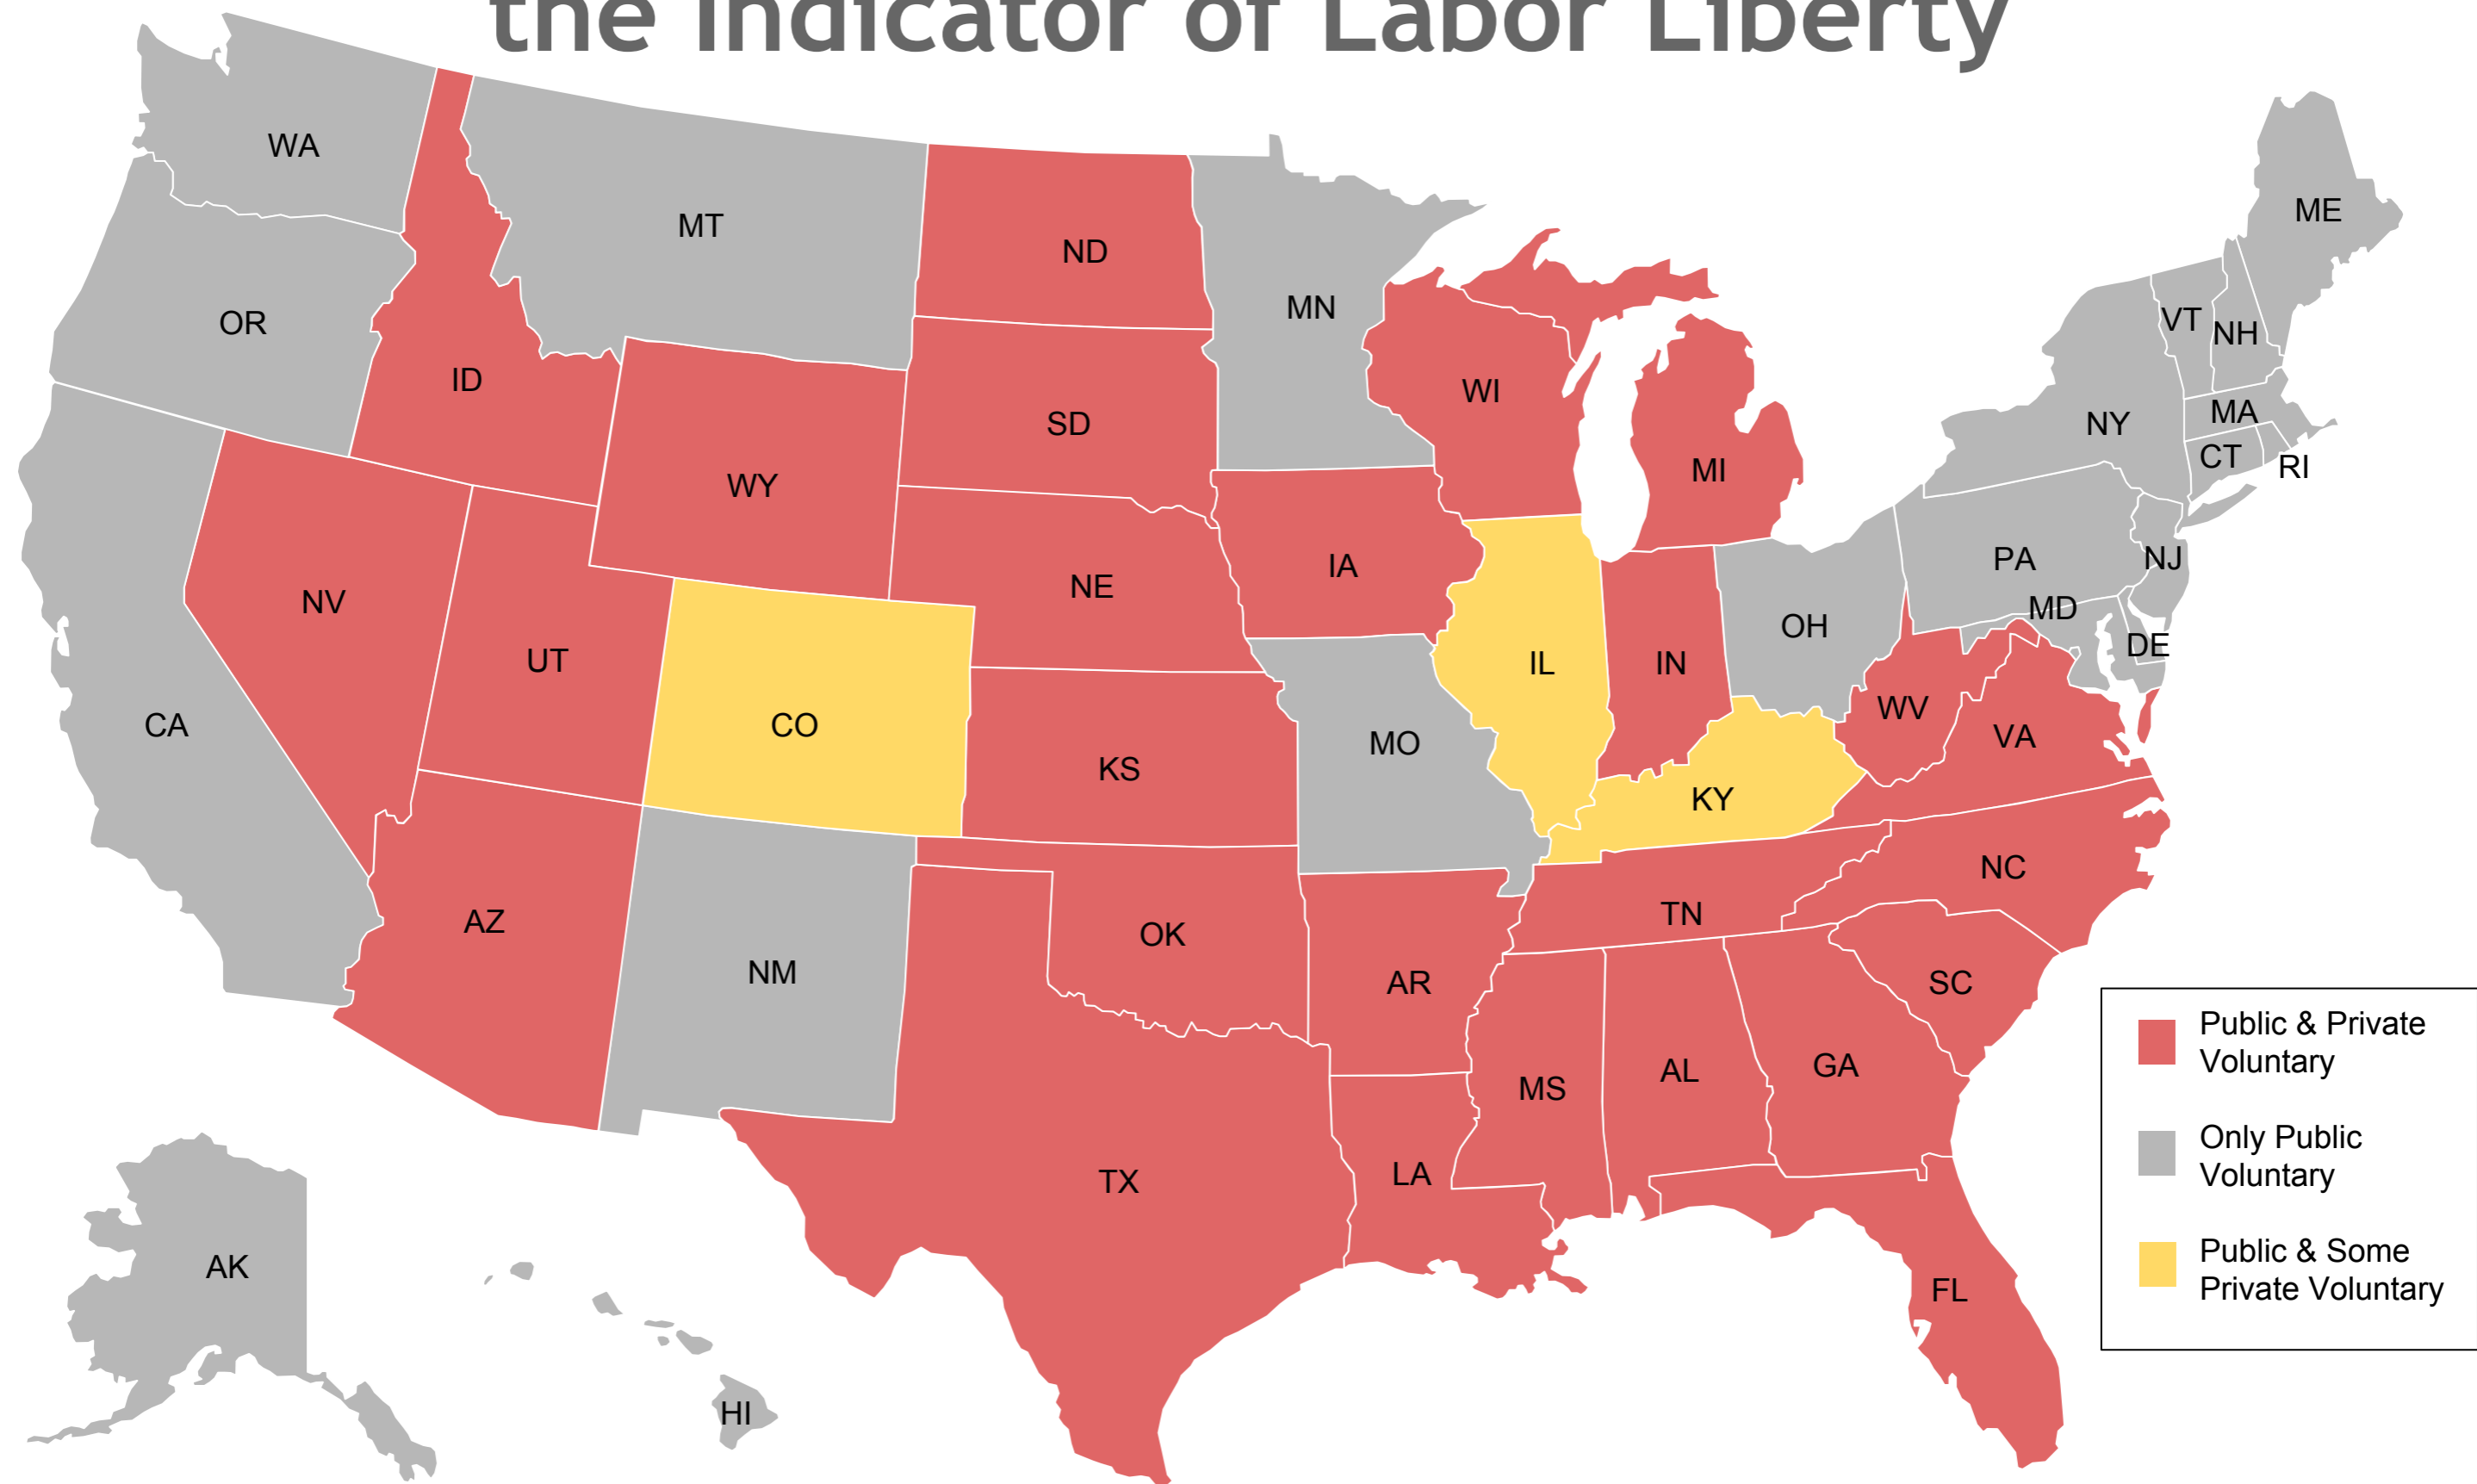 the Indicator of Labor Liberty
WA
MT
ND
MN
ME
OR
ID
SD
WI
VT
NH
WY
MI
NY
MA
CT
RI
NV
UT
NE
IA
PA
NJ
MD
DE
OH
IL
IN
CO
WV
CA
KS
MO
VA
KY
AZ
NM
OK
AR
TN
NC
SC
MS
AL
GA
TX
LA
FL
AK
HI
Public & Private
Voluntary
Only Public
Voluntary
Public & Some
Private Voluntary